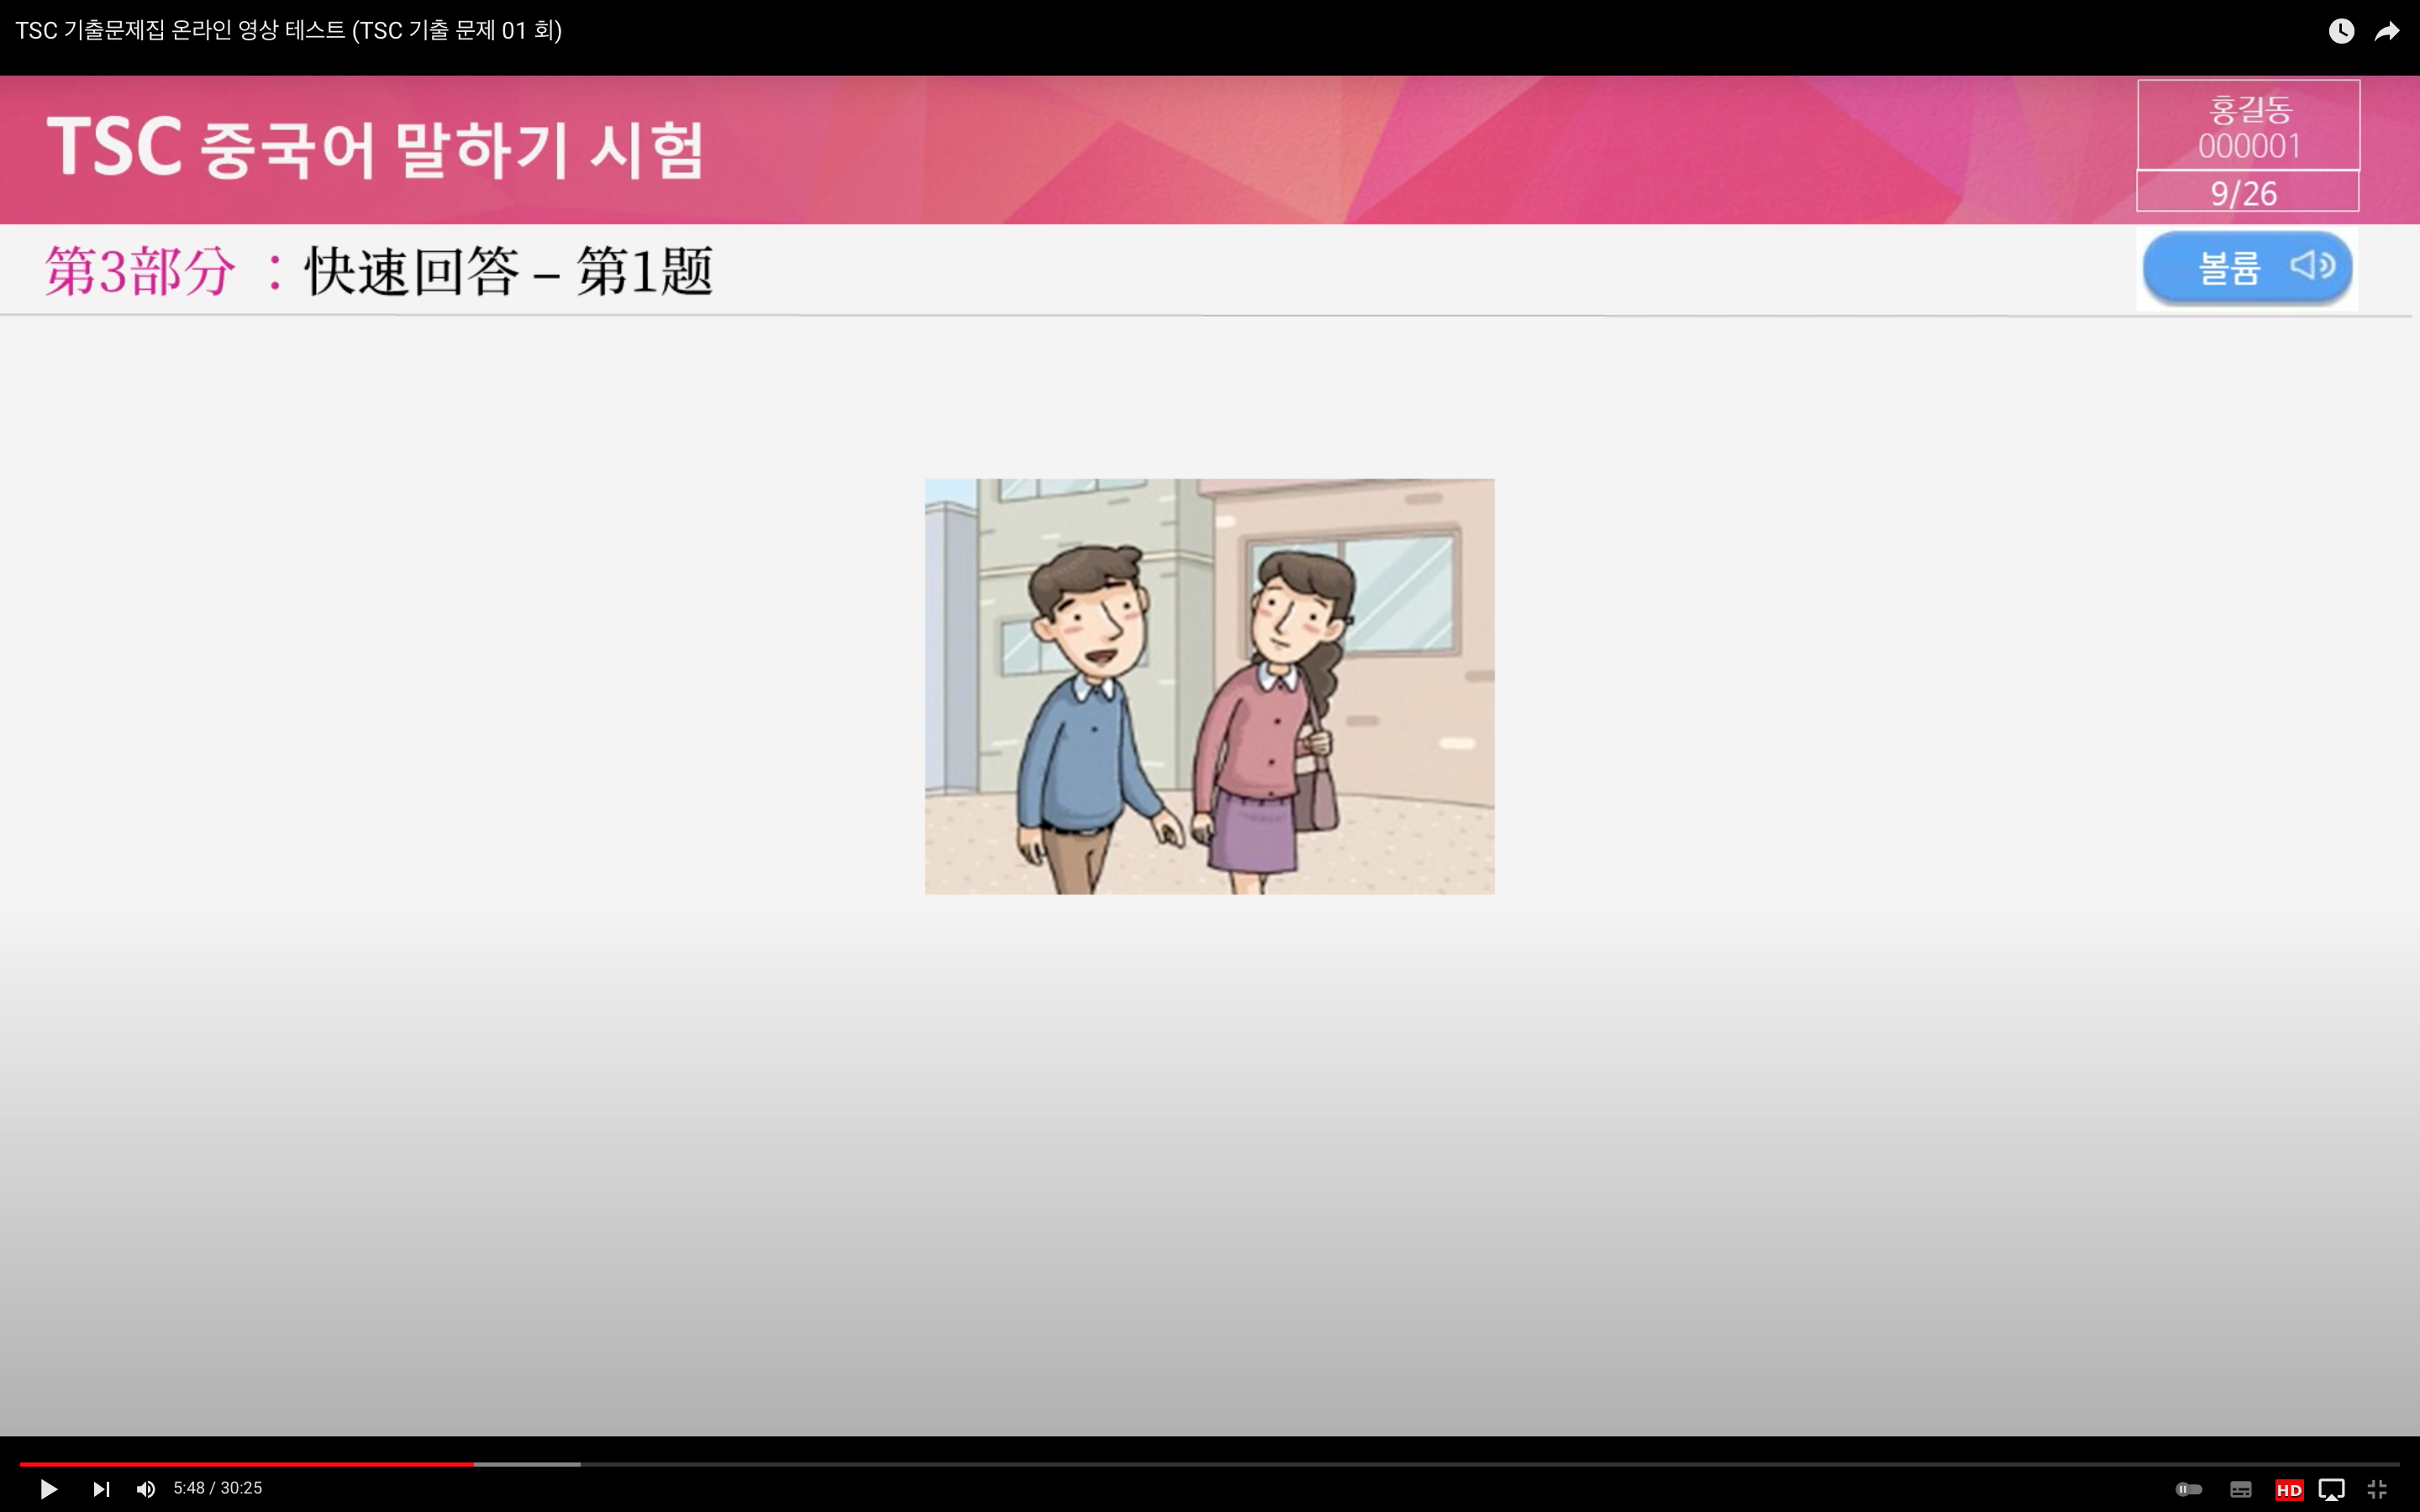 TSC 기출문제집 온라인 영상 테스트 (TSC 기출 문제 01 회)
TSC 중국어 말하기 시험
홍길동
000001
9/26
第3部分 : 快速回答 – 第1题
볼륨
5:48 / 30:25
HD